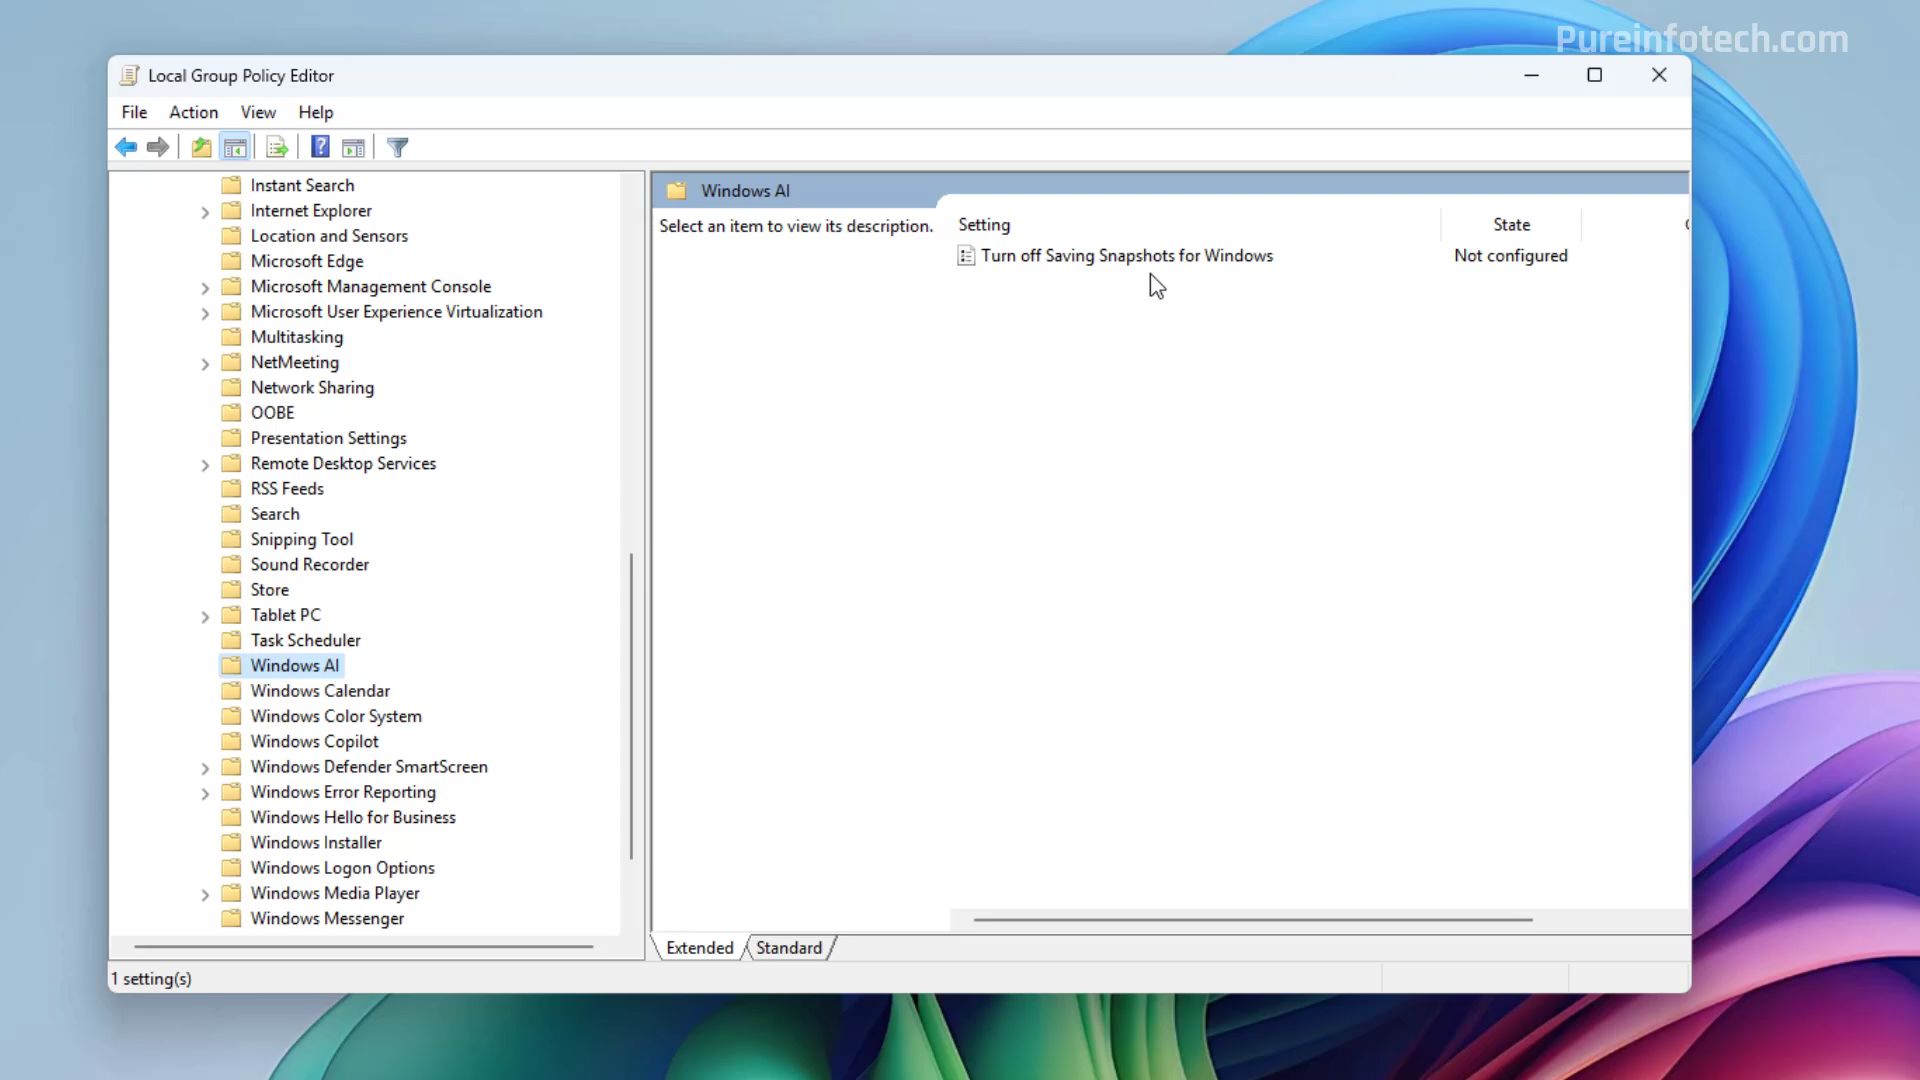 Pureinfotech.com
Local Group Policy Editor
File Action View Help
Instant Search
Internet Explorer
Location and Sensors
Microsoft Edge
Microsoft Management Console
Microsoft User Experience Virtualization
Multitasking
NetMeeting
Network Sharing
OOBE
Presentation Settings
Remote Desktop Services
RSS Feeds
Search
Snipping Tool
Sound Recorder
Store
Tablet PC
Task Scheduler
Windows AI
Windows Calendar
Windows Color System
Windows Copilot
Windows Defender SmartScreen
Windows Error Reporting
Windows Hello for Business
Windows Installer
Windows Logon Options
Windows Media Player
Windows Messenger
Windows AI
Select an item to view its description.
Setting State
Turn off Saving Snapshots for Windows Not configured
Extended Standard
1 setting(s)